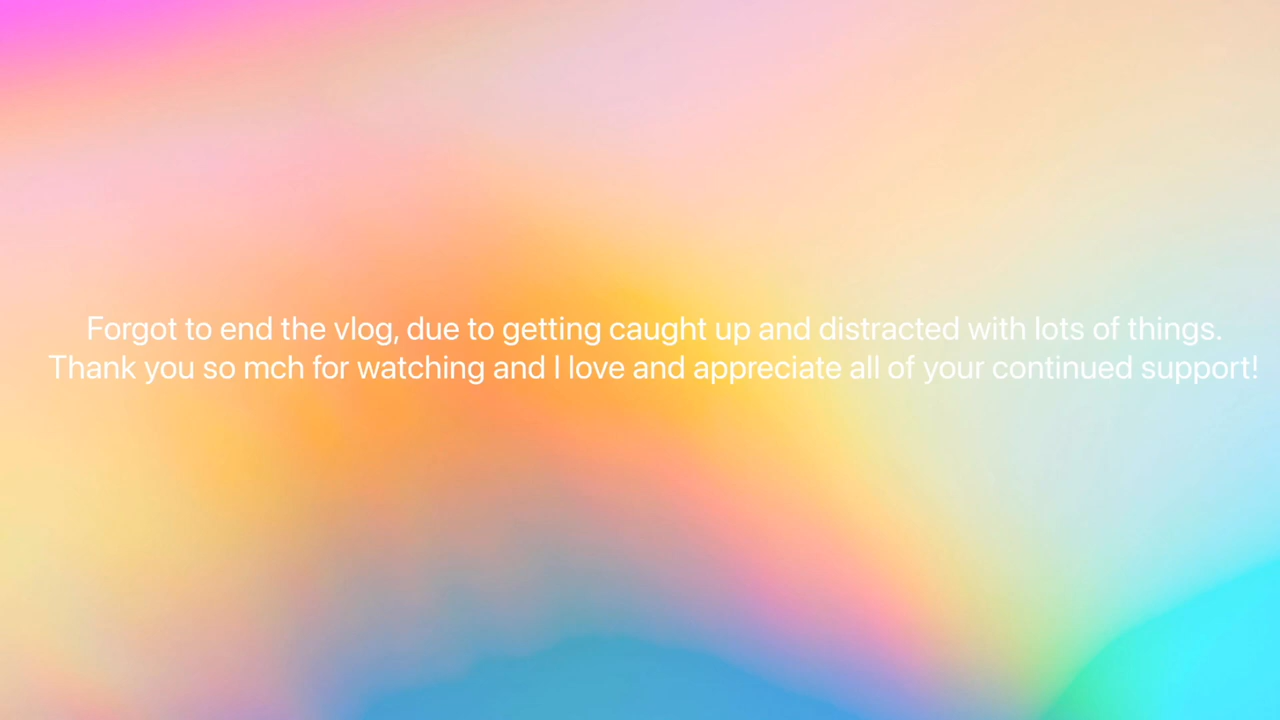 Forgot to end the vlog, due to getting caught up and distracted with lots of things.
Thank you so mch for watching and I love and appreciate all of your continued support!